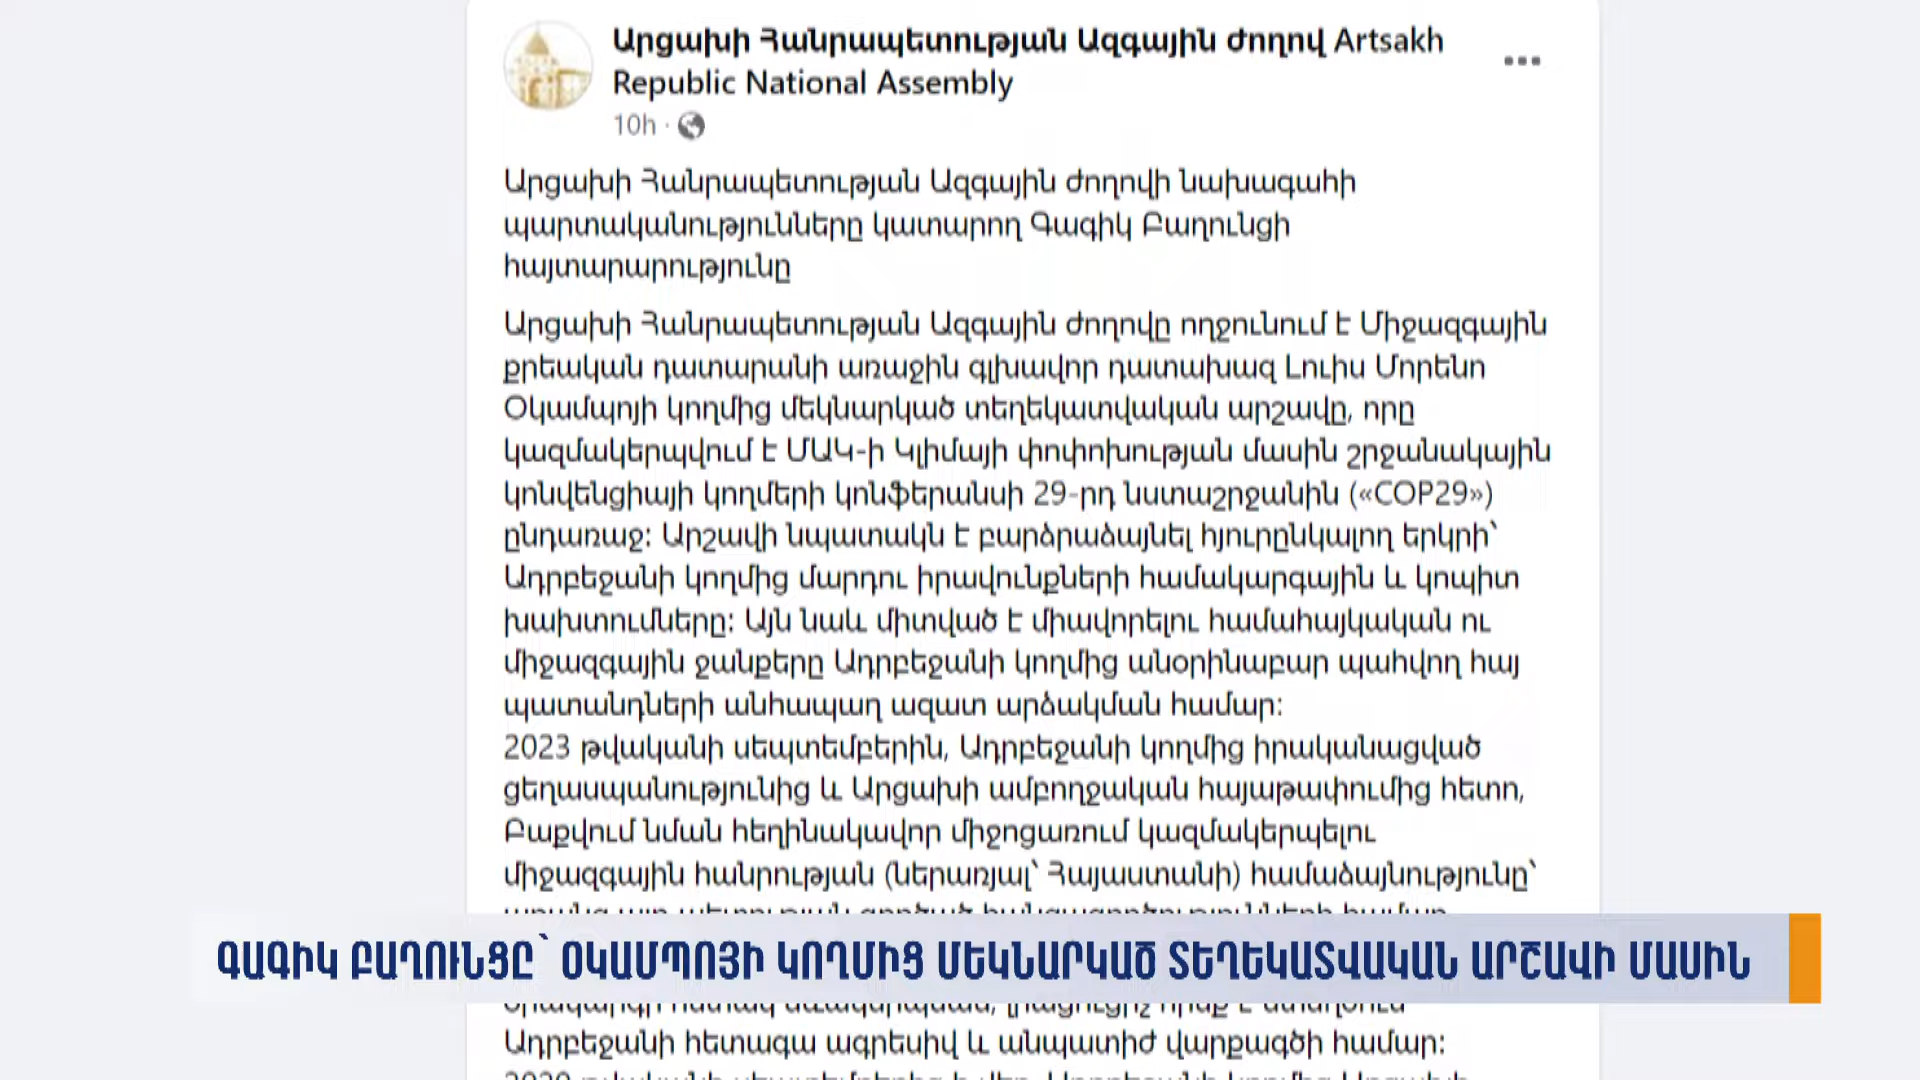 Արցախի Հանրապետության Ազգային ժողով Artsakh
Republic National Assembly
10h ·
Արցախի Հանրապետության Ազգային ժողովի նախագահի
պարտականությունները կատարող Գագիկ Բաղունցի
հայտարարությունը
Արցախի Հանրապետության Ազգային ժողովը ողջունում է Միջազգային
քրեական դատարանի առաջին գլխավոր դատախազ Լուիս Մորենո
Օկամպոյի կողմից մեկնարկած տեղեկատվական արշավը, որը
կազմակերպվում է ՄԱԿ-ի Կլիմայի փոփոխության մասին շրջանակային
կոնվենցիայի կողմերի կոնֆերանսի 29-րդ նստաշրջանին («COP29»)
ընդառաջ: Արշավի նպատակն է բարձրաձայնել հյուրընկալող երկրի՝
Ադրբեջանի կողմից մարդու իրավունքների համակարգային և կոպիտ
խախտումները: Այն նաև միտված է միավորելու համահայկական ու
միջազգային ջանքերը Ադրբեջանի կողմից անօրինաբար պահվող հայ
պատանդների անհապաղ ազատ արձակման համար:
2023 թվականի սեպտեմբերին, Ադրբեջանի կողմից իրականացված
ցեղասպանությունից և Արցախի ամբողջական հայաթափումից հետո,
Բաքվում նման հեղինակավոր միջոցառում կազմակերպելու
միջազգային հանրության (ներառյալ՝ Հայաստանի) համաձայնությունը՝
ԳԱԳԻԿ ԲԱՂՈՒՆՑԸ՝ ՕԿԱՄՊՈՅԻ ԿՈՂՄԻՑ ՄԵԿՆԱՐԿԱԾ ՏԵՂԵԿԱՏՎԱԿԱՆ ԱՐՇԱՎԻ ՄԱՍԻՆ
Ադրբեջանի հետագա ագրեսիվ և անպատիժ վարքագծի համար: